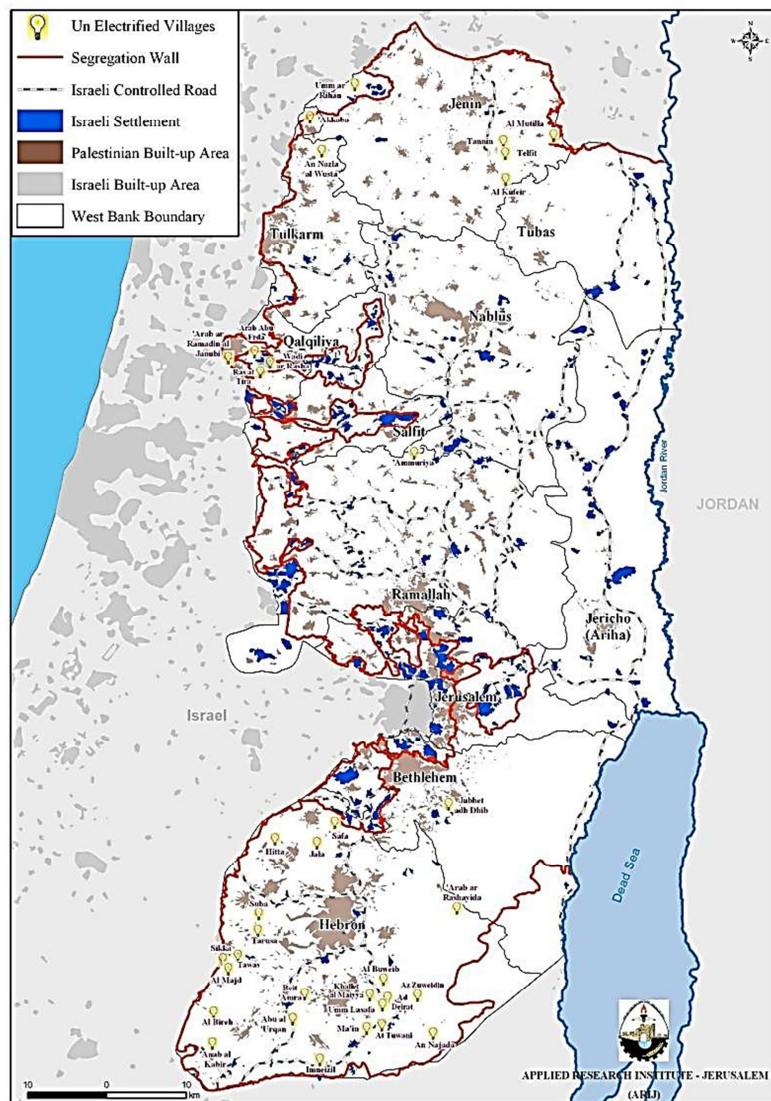 Un Electrified Villages
Segregation Wall
Israeli Controlled Road
Israeli Settlement
Palestinian Built-up Area
Israeli Built-up Area
West Bank Boundary
N
W
E
S
Umm ar
Rihan
'Akkaba
An Nazla
al Wusta
Jenin
Al Mutilla
Tannin
Telfit
Al Kufeir
Tulkarm
Tubas
Nablus
'Arab ar
Ramadin al
Janubi
Arab Abu
Qalqiliya
Wadi
ar Rasha
Ras at
Tira
Salfit
'Ammuriya
Jordan River
JORDAN
Ramallah
Jericho
(Ariha)
Jerusalem
Israel
Bethlehem
Jubbet
adh Dhib
Safa
Hitta
Jala
'Arab ar
Rashayida
Suba
Hebron
Tarusa
Sikka
Tawas
Al Majd
Dead Sea
Al Buweib
Beit
'Amra
Khallet
al Maiyya
Az Zuweidin
Ad
Deirat
Umm Lasafa
Al Bireh
Abu al
'Urqan
Ma'in
At Tuwani
An Najada
'Anab al
Kabir
Imneizil
10
0
10
km
APPLIED RESEARCH INSTITUTE - JERUSALEM
(ARIJ)